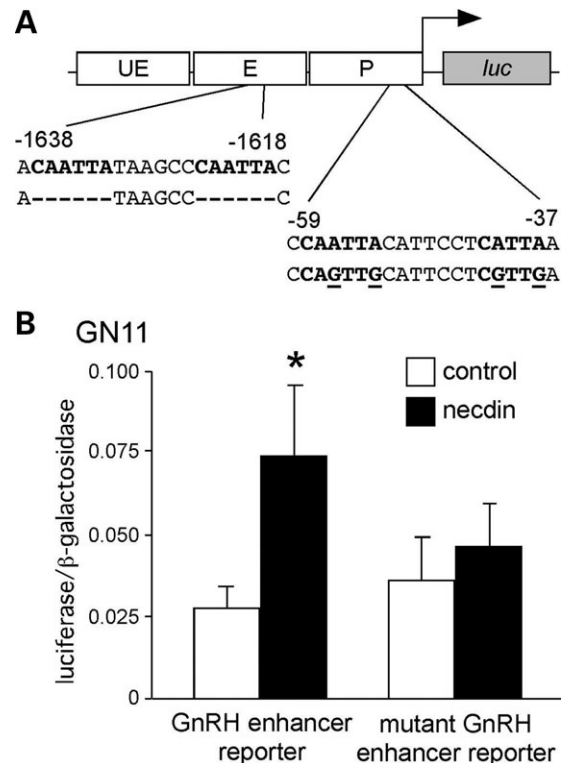 A
UE E P luc
-1638 -1618
ACAATTATAAGCCCAATTAC
A------TAAGCC------C
-59 -37
CCAATTACATTCCTCATTAA
CCAGTTGCATTCCTCGTTGA
B GN11
*
control
necdin
luciferase/β-galactosidase
0.100
0.075
0.050
0.025
0
GnRH enhancer reporter
mutant GnRH enhancer reporter